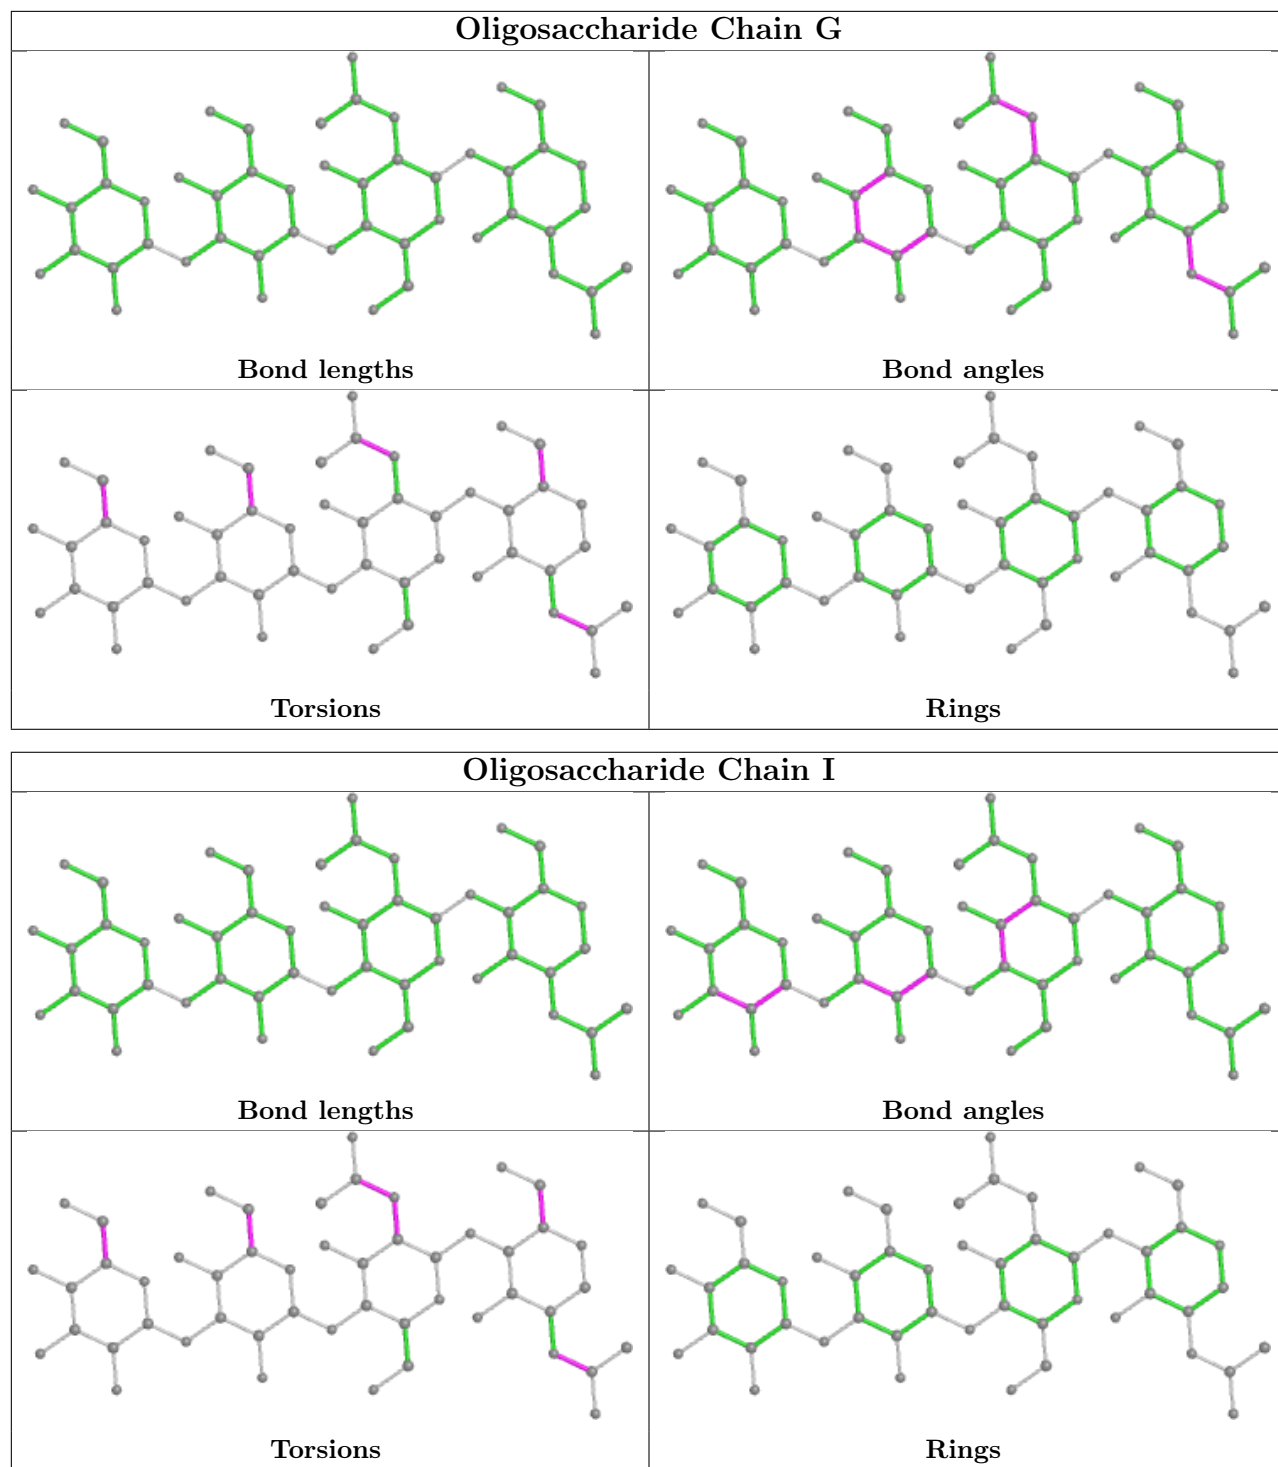 Oligosaccharide Chain G
Bond lengths
Bond angles
Torsions
Rings
Oligosaccharide Chain I
Bond lengths
Bond angles
Torsions
Rings